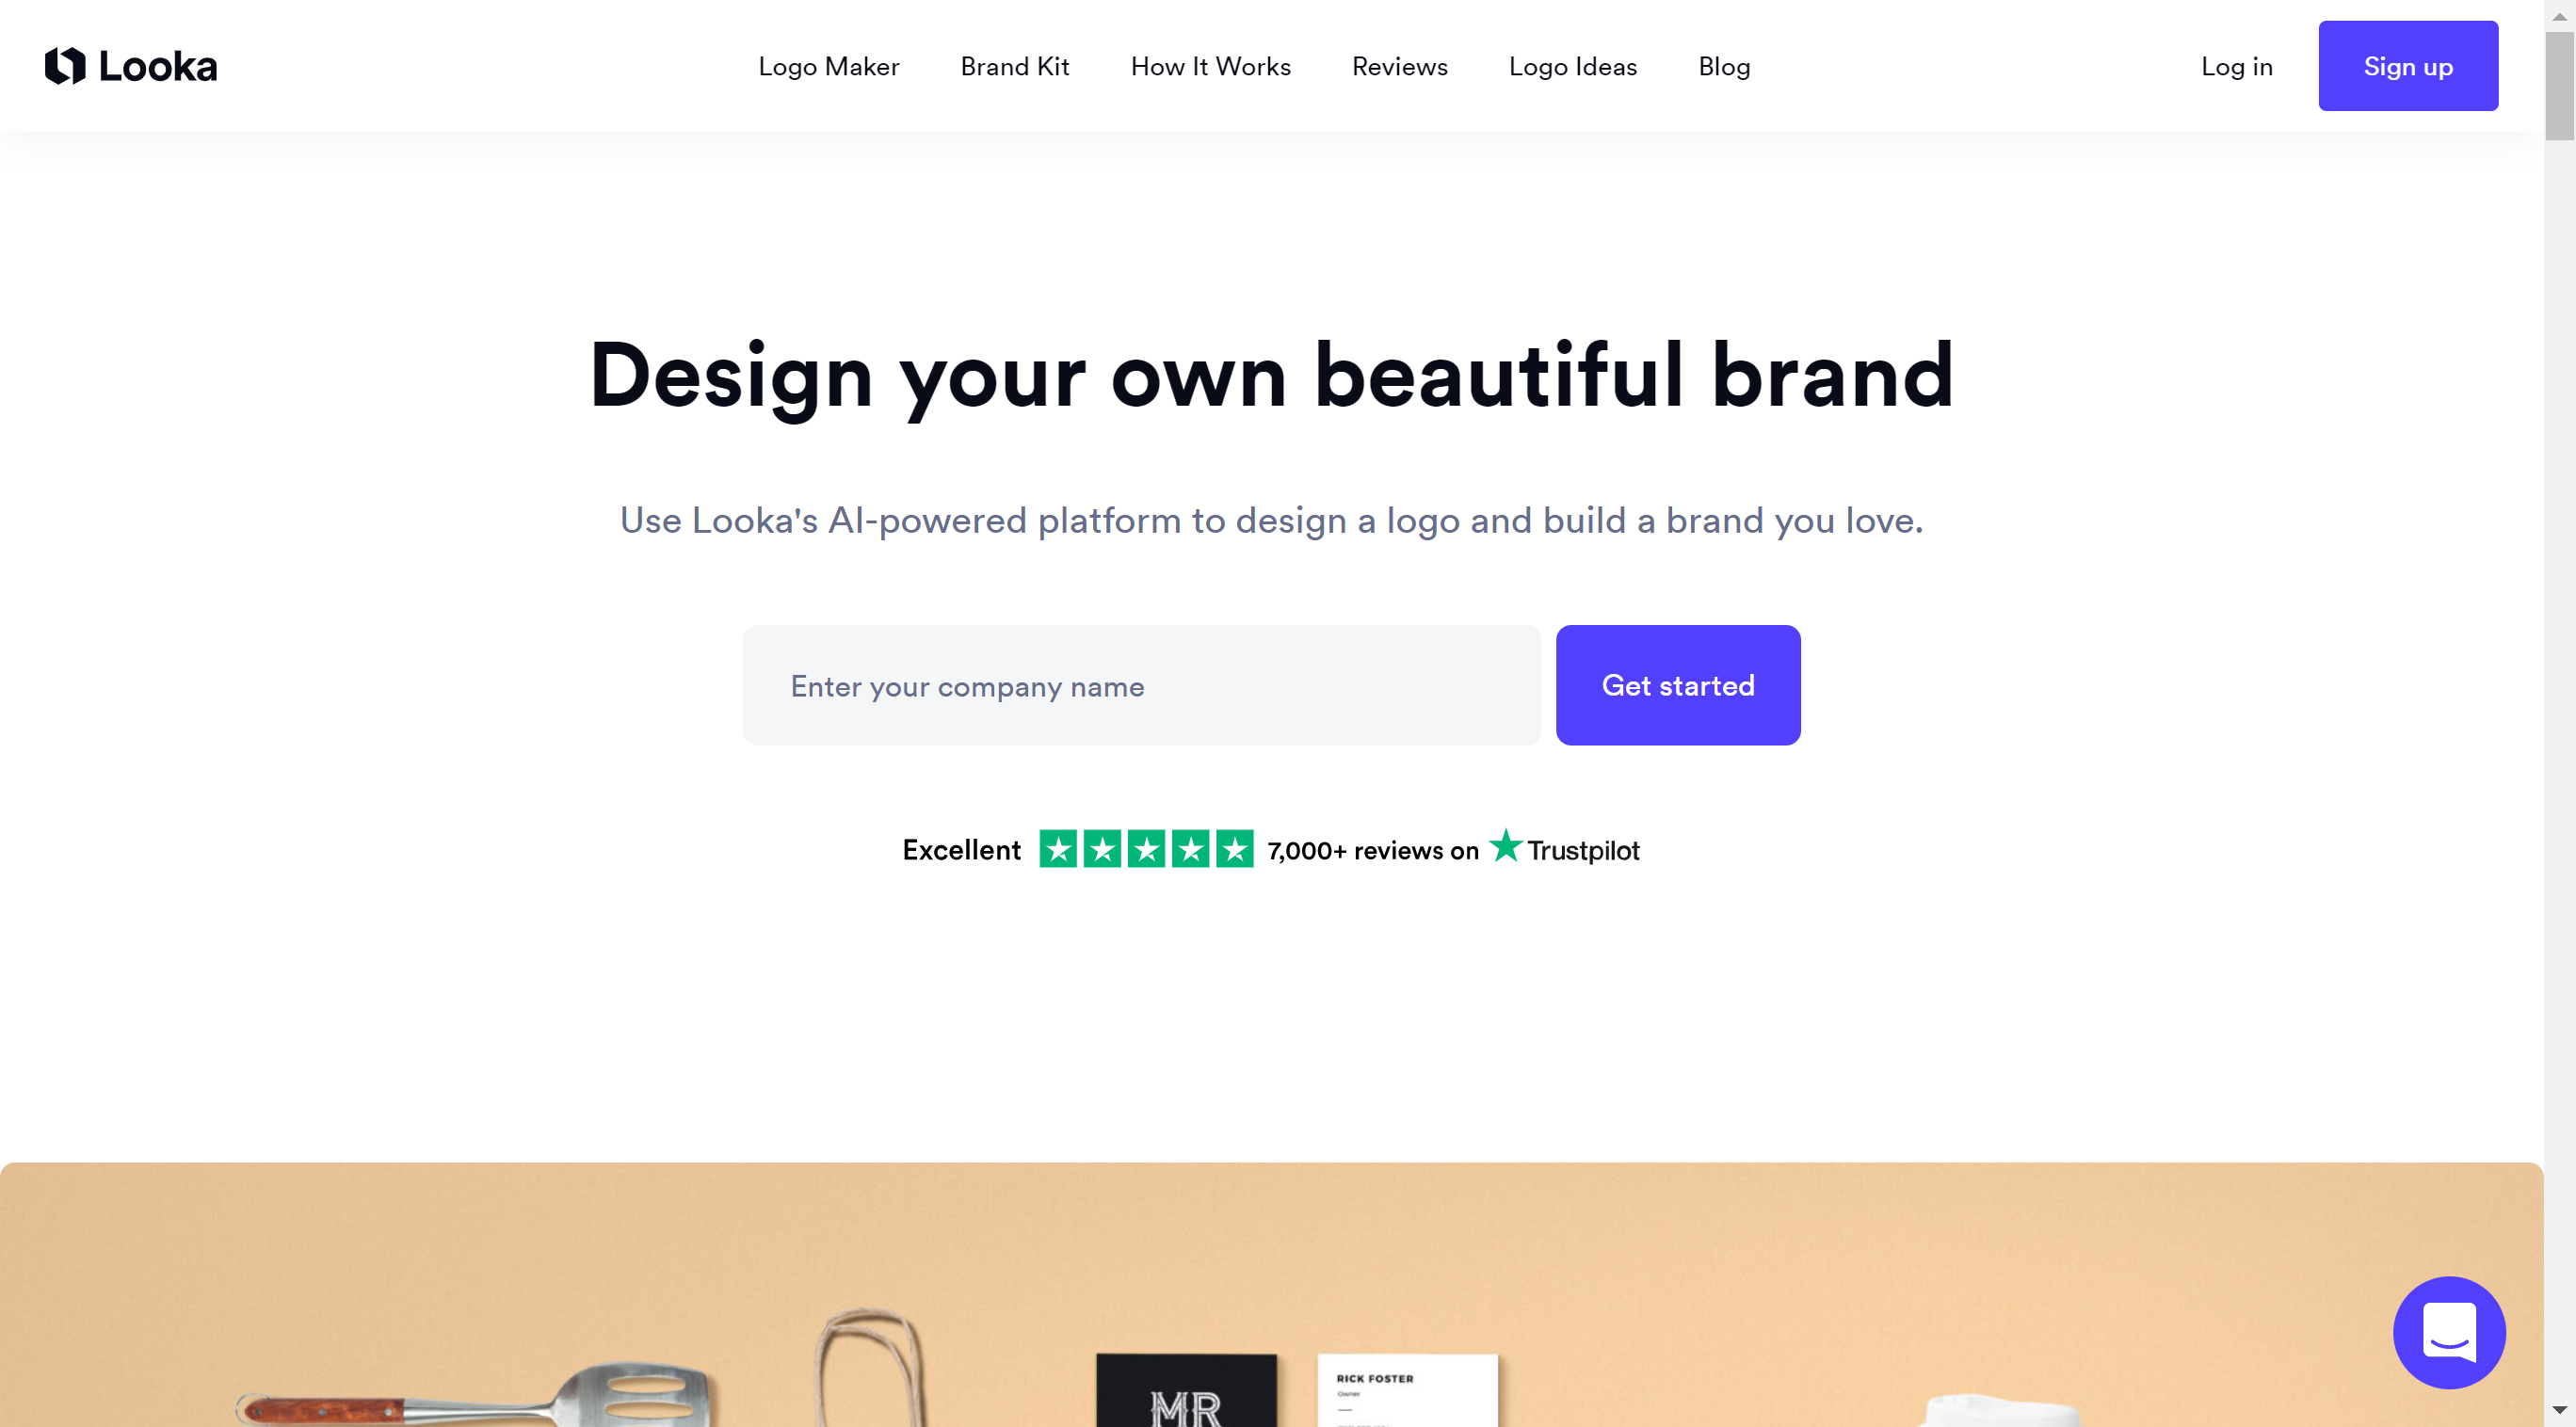 Looka
Logo Maker
Brand Kit
How It Works
Reviews
Logo Ideas
Blog
Log in
Sign up
Design your own beautiful brand
Use Looka's AI-powered platform to design a logo and build a brand you love.
Enter your company name
Get started
Excellent
7,000+ reviews on
Trustpilot
MR
RICK FOSTER
Owner